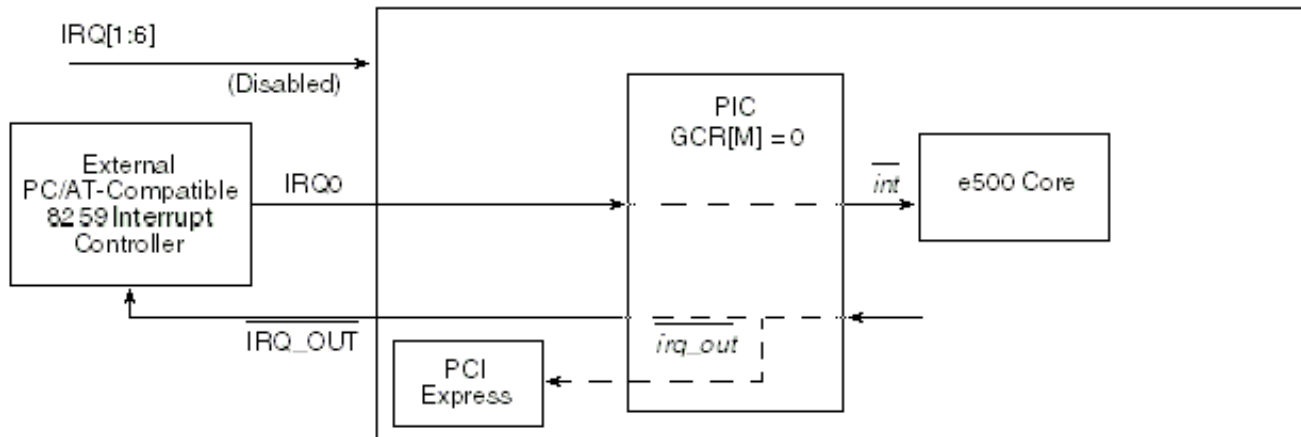 IRQ[1:6]
(Disabled)
External
PC/AT-Compatible
8259 Interrupt
Controller
IRQ0
PIC
GCR[M] = 0
int
e500 Core
IRQ_OUT
irq_out
PCI
Express